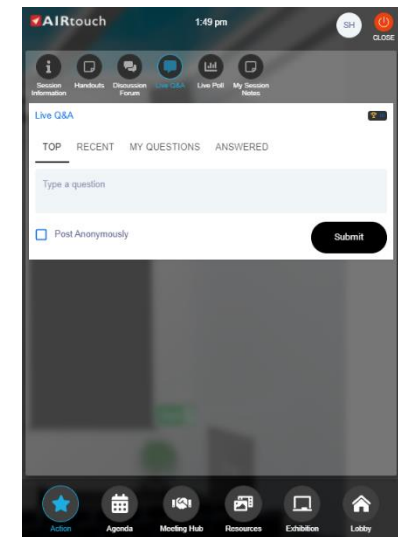 AIRtouch 1:49 pm SH
CLOSE
Session Information
Handouts
Discussion Forum
Live Q&A
Live Poll
My Session Notes
Live Q&A
TOP RECENT MY QUESTIONS ANSWERED
Type a question
Post Anonymously
Submit
Action Agenda Meeting Hub Resources Exhibition Lobby